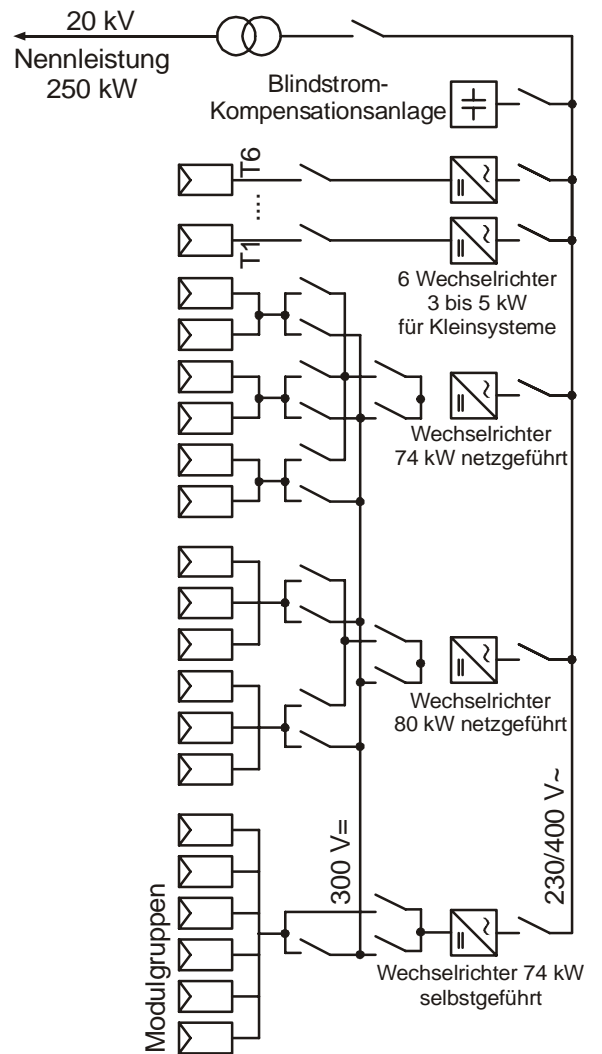 20 kV
Nennleistung
250 kW
Blindstrom-
Kompensationsanlage
T6
....
T1
6 Wechselrichter
3 bis 5 kW
für Kleinsysteme
Wechselrichter
74 kW netzgeführt
Wechselrichter
80 kW netzgeführt
Modulgruppen
300 V=
230/400 V~
Wechselrichter 74 kW
selbstgeführt